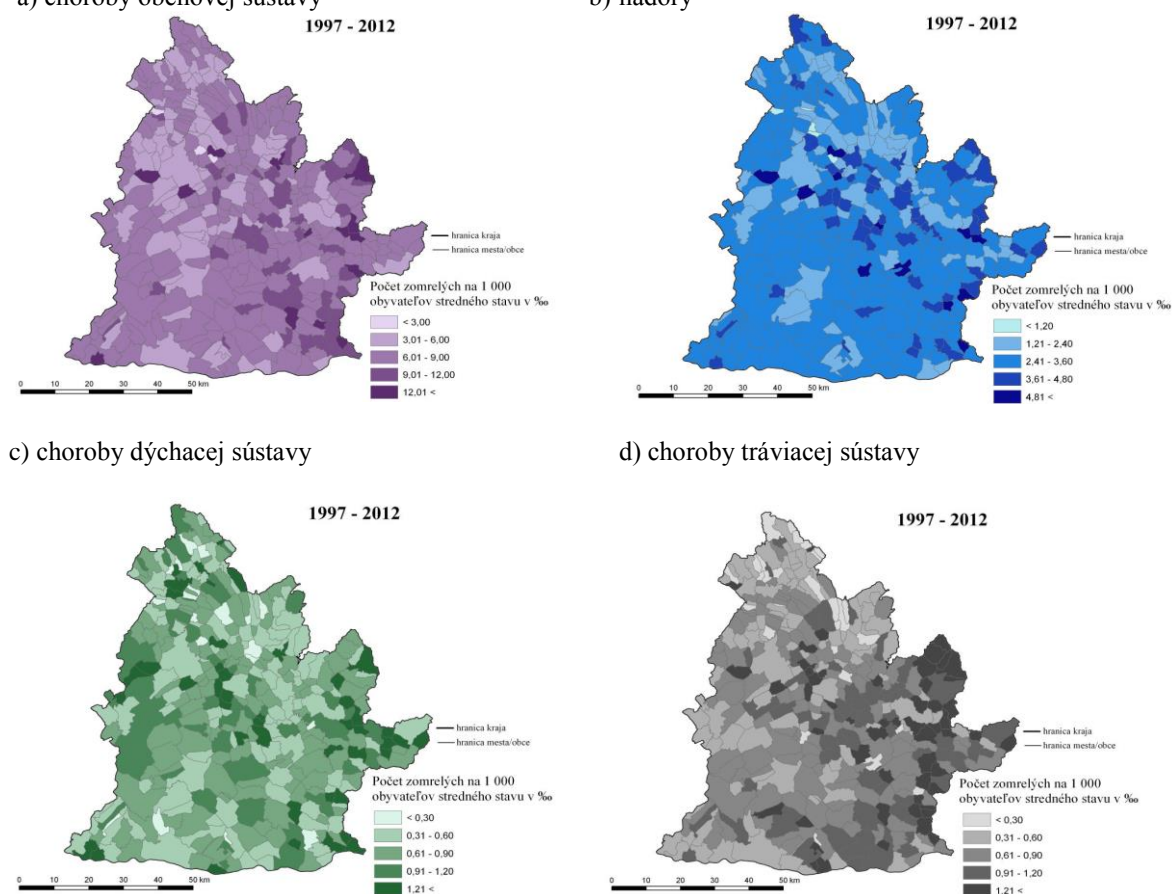 a) choroby obehovej sústavy
b) nádory
1997 - 2012
1997 - 2012
hranica kraja
hranica mesta/obce
hranica kraja
hranica mesta/obce
Počet zomrelých na 1 000
obyvateľov stredného stavu v ‰
< 3,00
3,01 - 6,00
6,01 - 9,00
9,01 - 12,00
12,01 <
Počet zomrelých na 1 000
obyvateľov stredného stavu v ‰
< 1,20
1,21 - 2,40
2,41 - 3,60
3,61 - 4,80
4,81 <
0 10 20 30 40 50 km
0 10 20 30 40 50 km
c) choroby dýchacej sústavy
d) choroby tráviacej sústavy
1997 - 2012
1997 - 2012
hranica kraja
hranica mesta/obce
hranica kraja
hranica mesta/obce
Počet zomrelých na 1 000
obyvateľov stredného stavu v ‰
< 0,30
0,31 - 0,60
0,61 - 0,90
0,91 - 1,20
1,21 <
Počet zomrelých na 1 000
obyvateľov stredného stavu v ‰
< 0,30
0,31 - 0,60
0,61 - 0,90
0,91 - 1,20
1,21 <
0 10 20 30 40 50 km
0 10 20 30 40 50 km